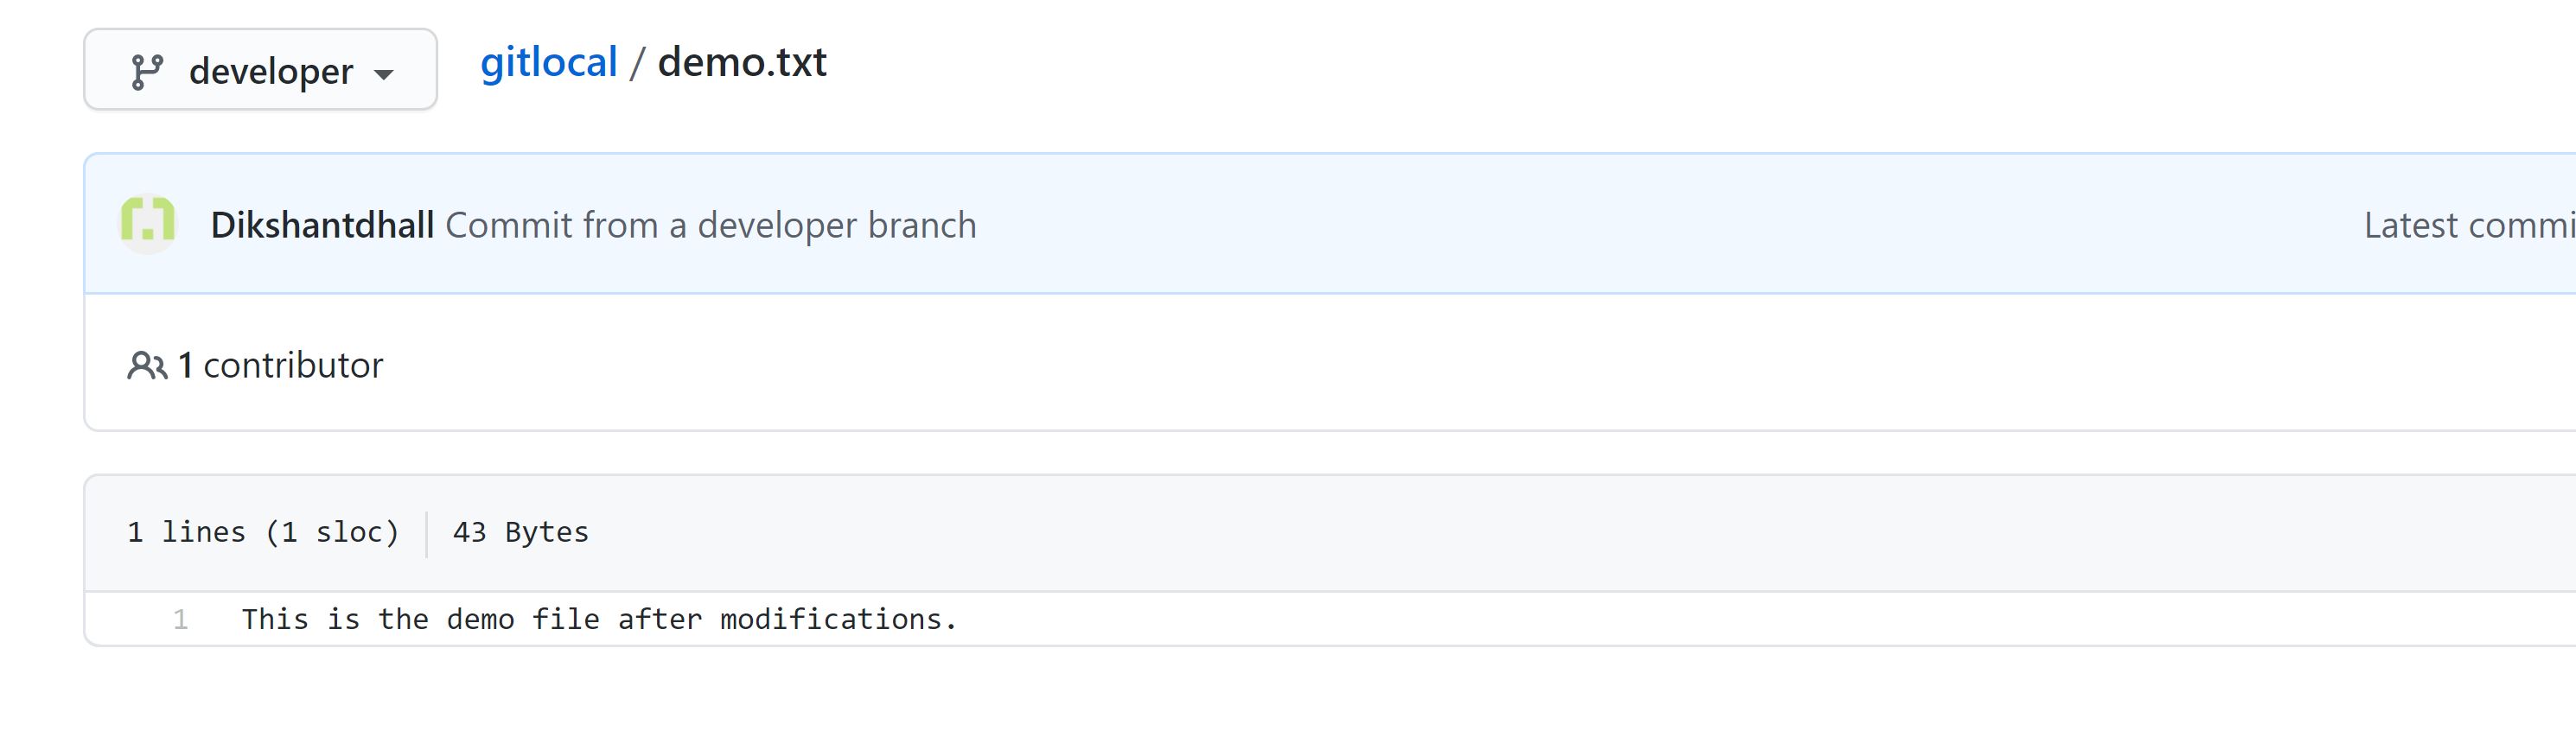 developer
gitlocal / demo.txt
Dikshantdhall Commit from a developer branch
Latest commi
1 contributor
1 lines (1 sloc) 43 Bytes
1 This is the demo file after modifications.